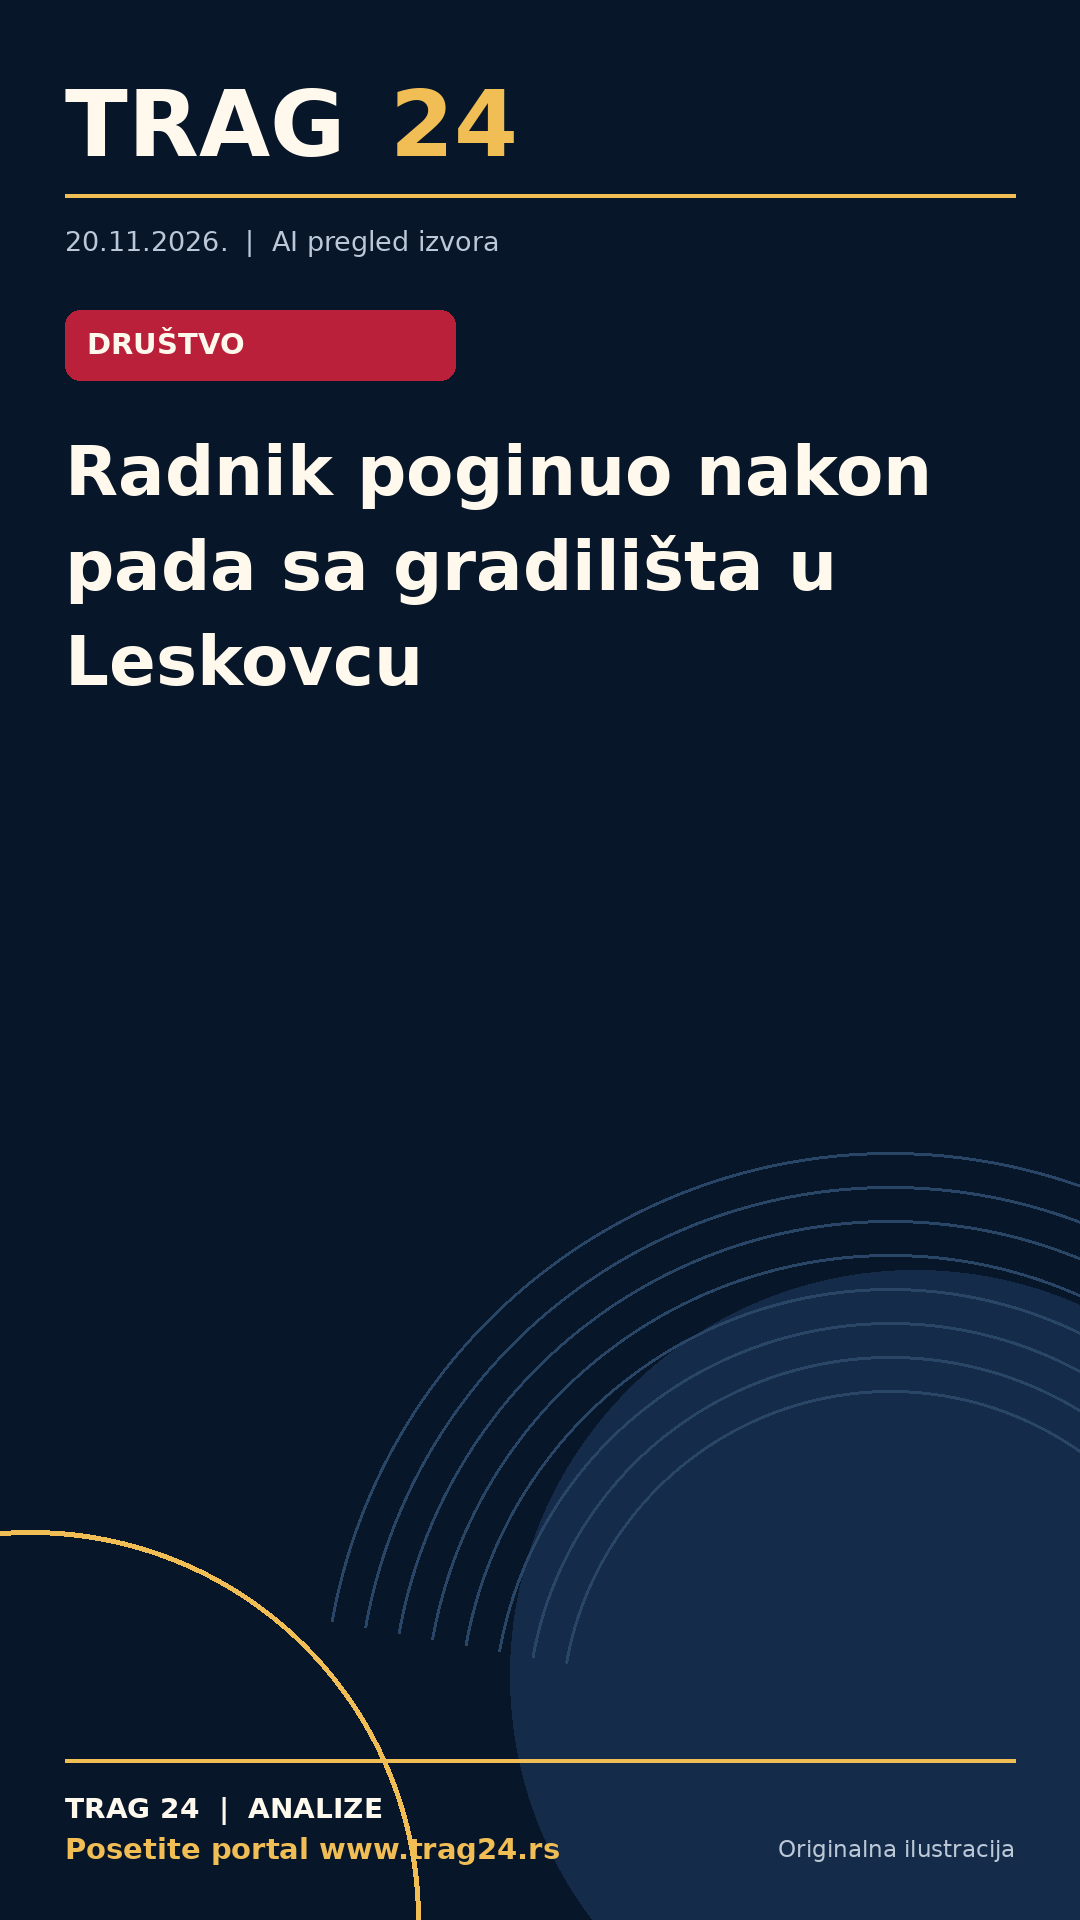 TRAG 24
20.11.2026. | AI pregled izvora
DRUŠTVO
Radnik poginuo nakon
pada sa gradilišta u
Leskovcu
TRAG 24 | ANALIZE
Posetite portal www.trag24.rs
Originalna ilustracija